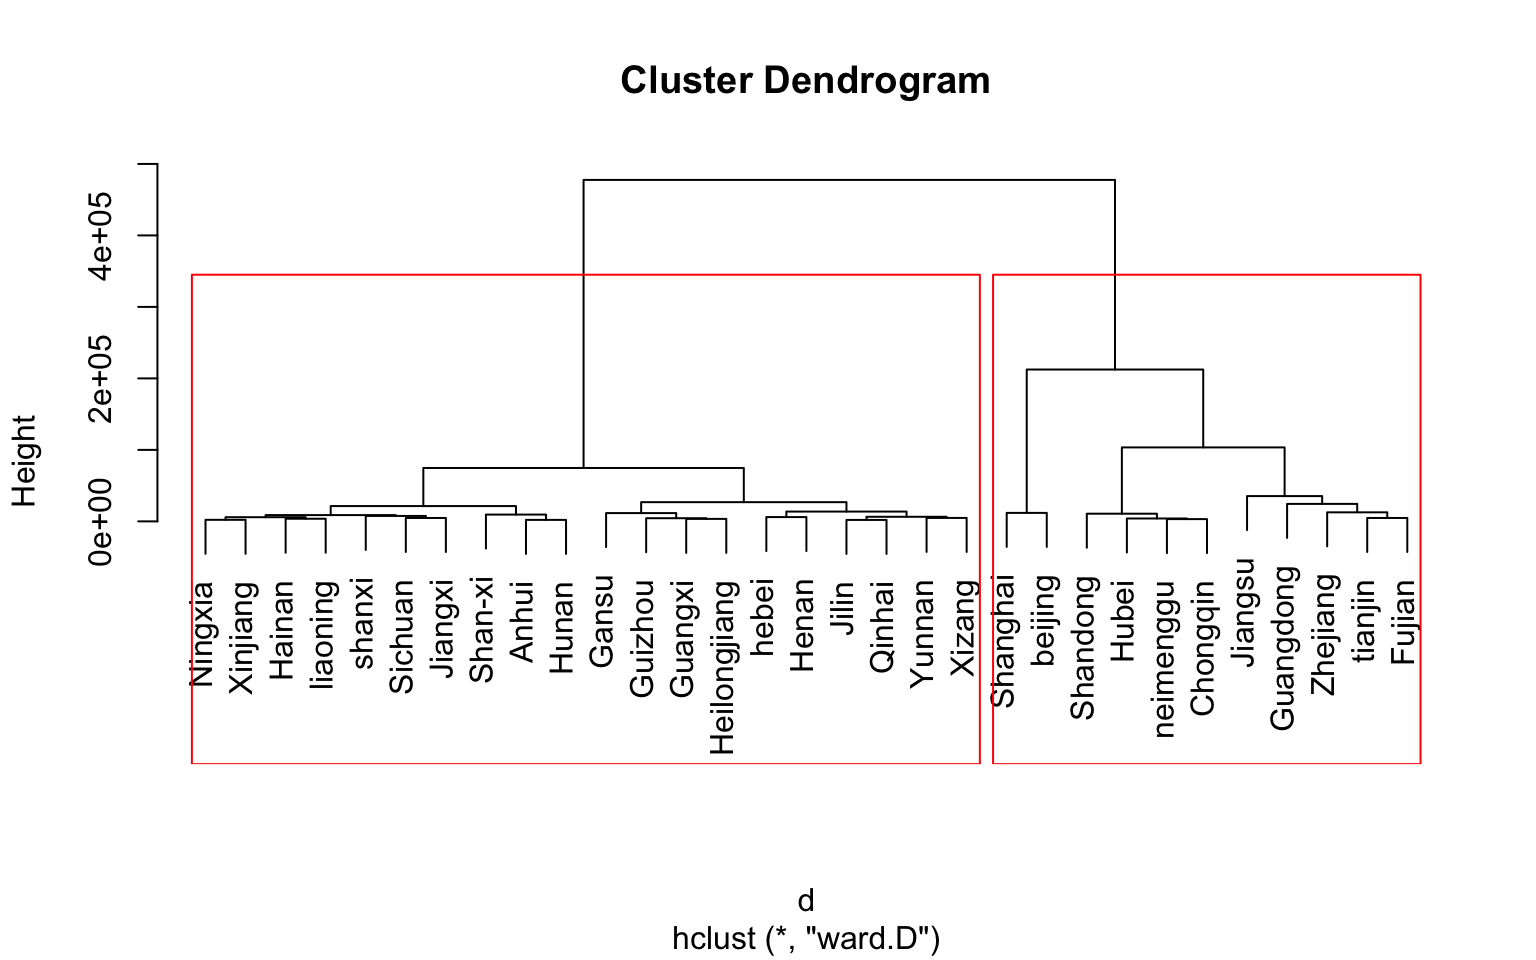 Cluster Dendrogram
Height
4e+05
2e+05
0e+00
Ningxia
Xinjiang
Hainan
liaoning
shanxi
Sichuan
Jiangxi
Shan-xi
Anhui
Hunan
Gansu
Guizhou
Guangxi
Heilongjiang
hebei
Henan
Jilin
Qinhai
Yunnan
Xizang
Shanghai
beijing
Shandong
Hubei
neimenggu
Chongqin
Jiangsu
Guangdong
Zhejiang
tianjin
Fujian
d
hclust (*, "ward.D")